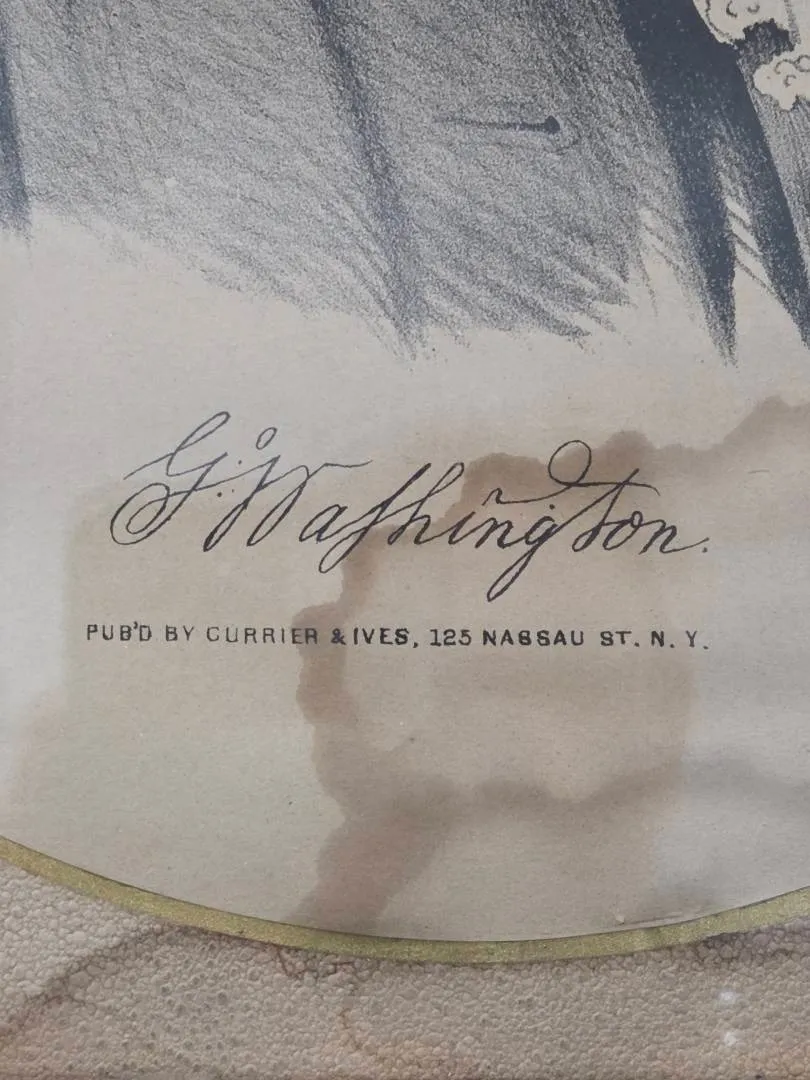 G. Washington.
PUB'D BY CURRIER & IVES, 125 NASSAU ST. N. Y.